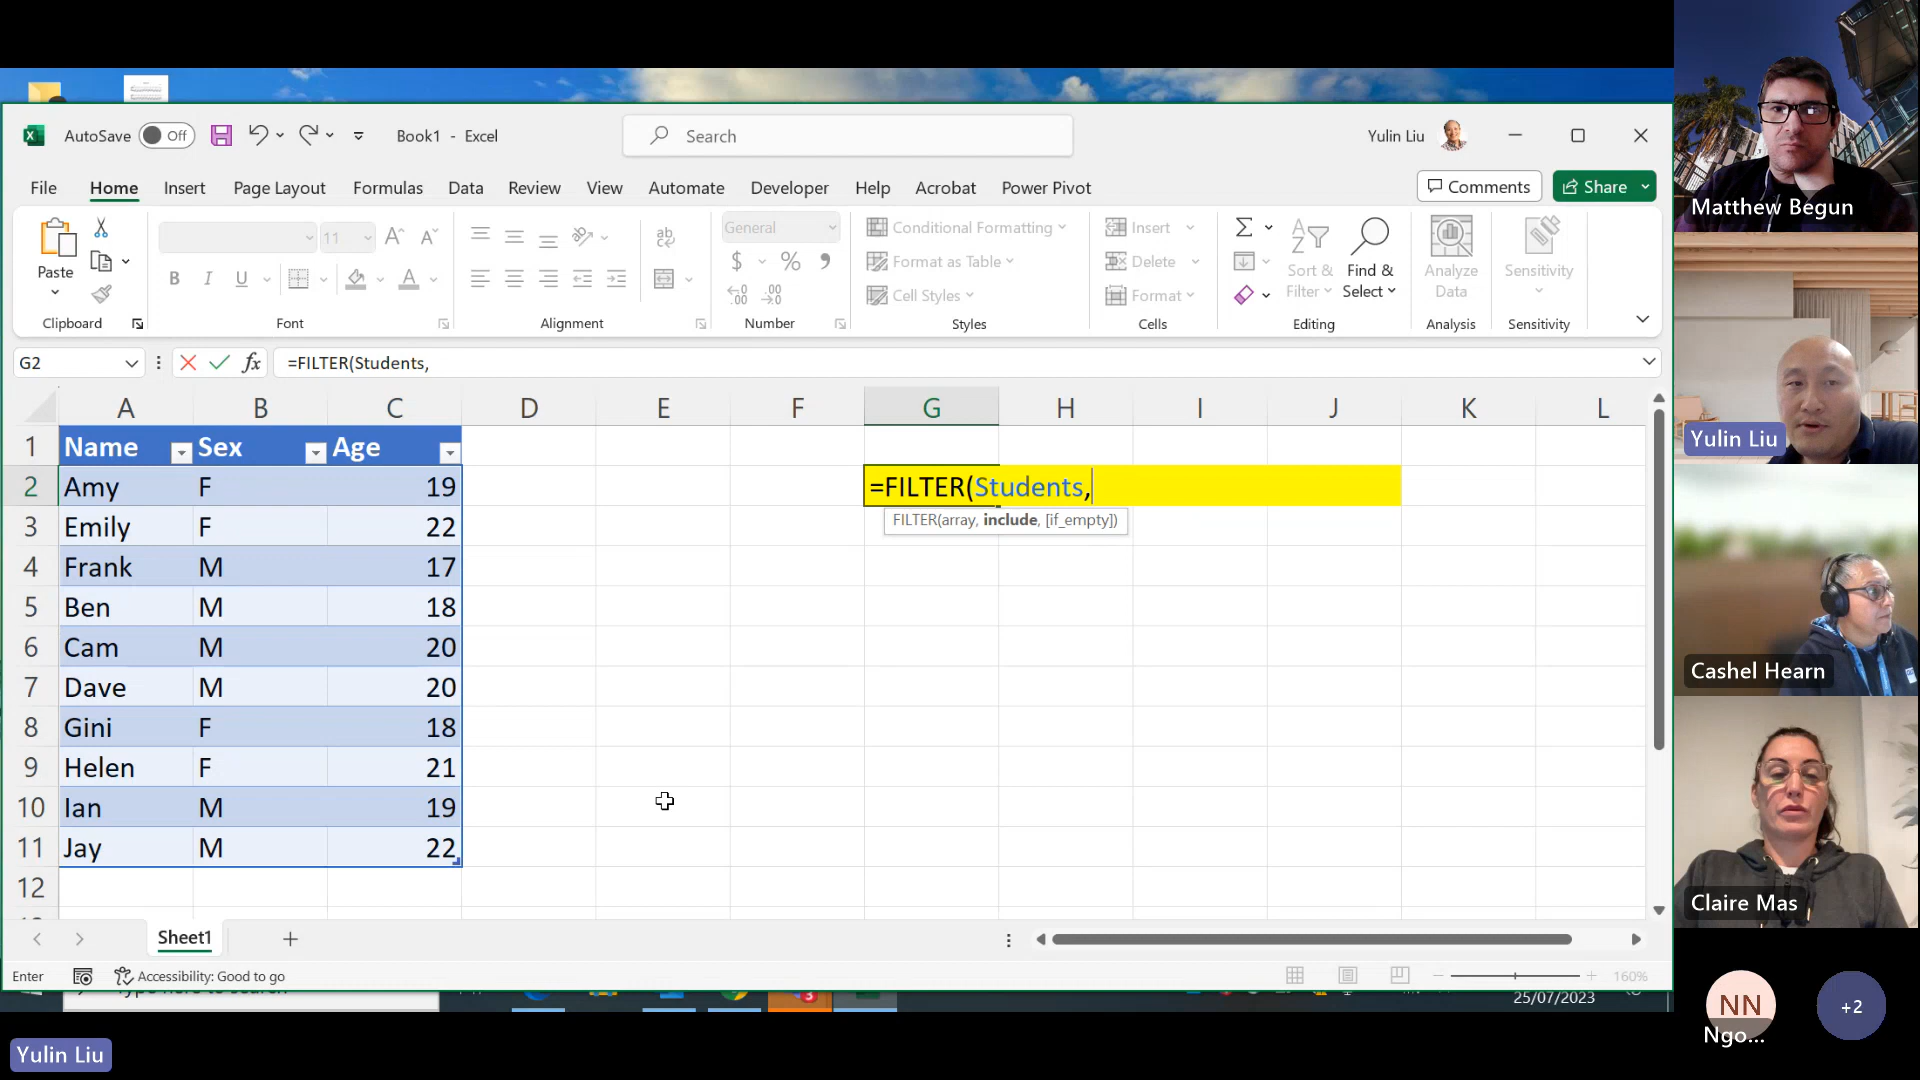 AutoSave Off Book1 - Excel Search Yulin Liu
File Home Insert Page Layout Formulas Data Review View Automate Developer Help Acrobat Power Pivot Comments Share
Paste
Clipboard
11
B I U A
Font
ab
Alignment
General
$ % 9
Number
Conditional Formatting
Format as Table
Cell Styles
Styles
Insert
Delete
Format
Cells
Sort & Filter
Find & Select
Editing
Analyze Data
Analysis
Sensitivity
Sensitivity
G2 fx =FILTER(Students,
A B C D E F G H I J K L
1 Name Sex Age
2 Amy F 19 =FILTER(Students,
FILTER(array, include, [if_empty])
3 Emily F 22
4 Frank M 17
5 Ben M 18
6 Cam M 20
7 Dave M 20
8 Gini F 18
9 Helen F 21
10 Ian M 19
11 Jay M 22
12
Sheet1
Enter Accessibility: Good to go 160%
3
25/07/2023
Yulin Liu
Matthew Begun
Yulin Liu
Cashel Hearn
Claire Mas
NN +2
Ngo...